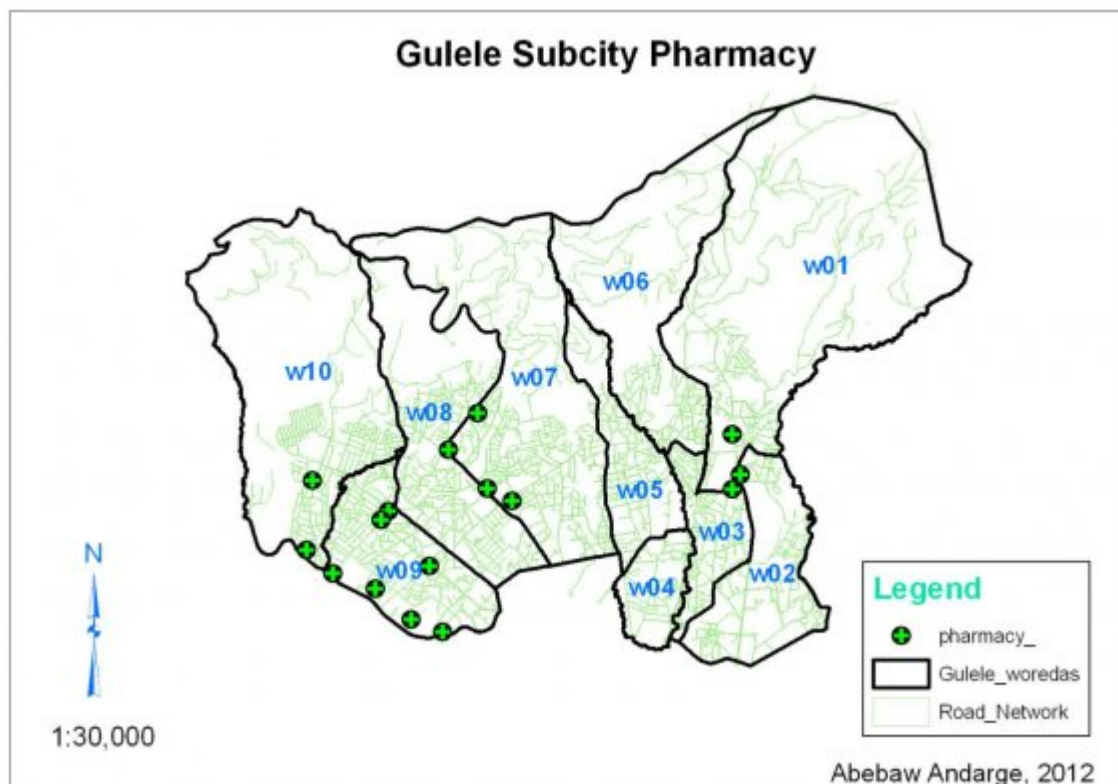 Gulele Subcity Pharmacy
w01
w06
w10
w07
w08
w05
w03
w09
w02
w04
N
1:30,000
Legend
pharmacy_
Gulele_woredas
Road_Network
Abebaw Andarge, 2012